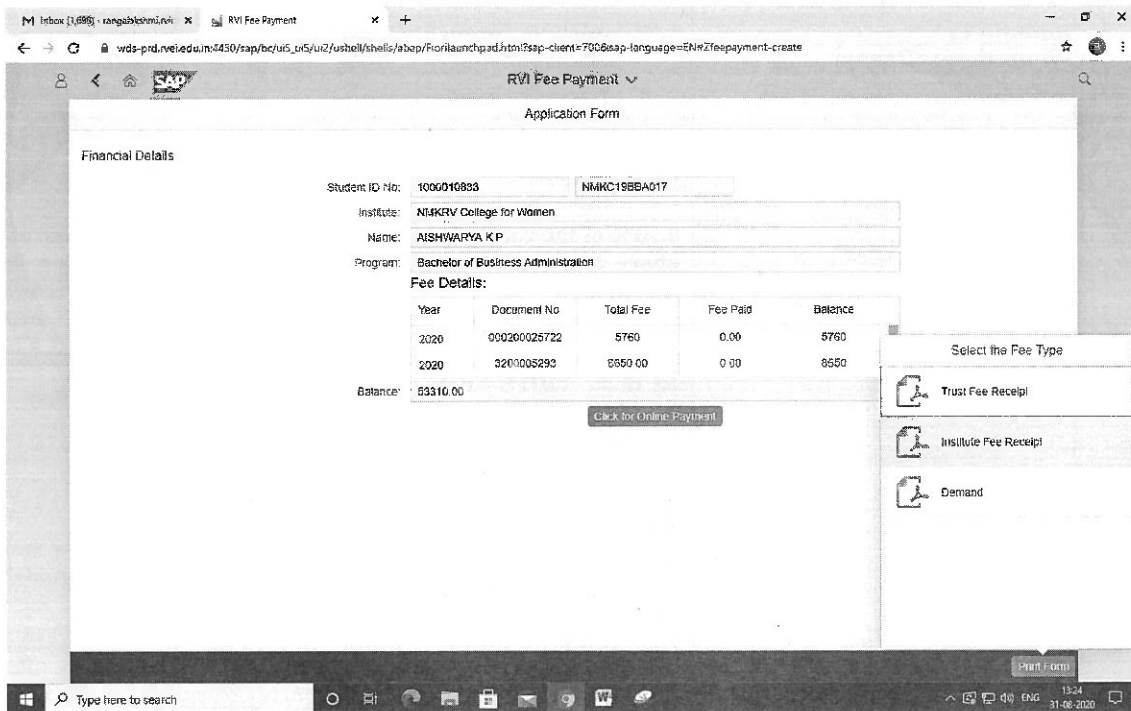 Inbox (1,686) - rangalakshmi.rvi
RVI Fee Payment
wds-prd.rvei.edu.in:4450/sap/bc/ui5_ui5/ui2/ushell/shells/abap/Fiorilaunchpad.html?sap-client=700&sap-language=EN#Zfeepayment-create
SAP
RVI Fee Payment
Application Form
Financial Details
Student ID No: 1000010833 NMKC19BBA017
Institute: NMKRV College for Women
Name: AISHWARYA K P
Program: Bachelor of Business Administration
Fee Details:
Year Document No Total Fee Fee Paid Balance
2020 000200025722 5760 0.00 5760
2020 3200005293 8550.00 0.00 8550
Balance: 53310.00
Click for Online Payment
Select the Fee Type
Trust Fee Receipt
Institute Fee Receipt
Demand
Print Form
Type here to search
ENG
13:24
31-08-2020